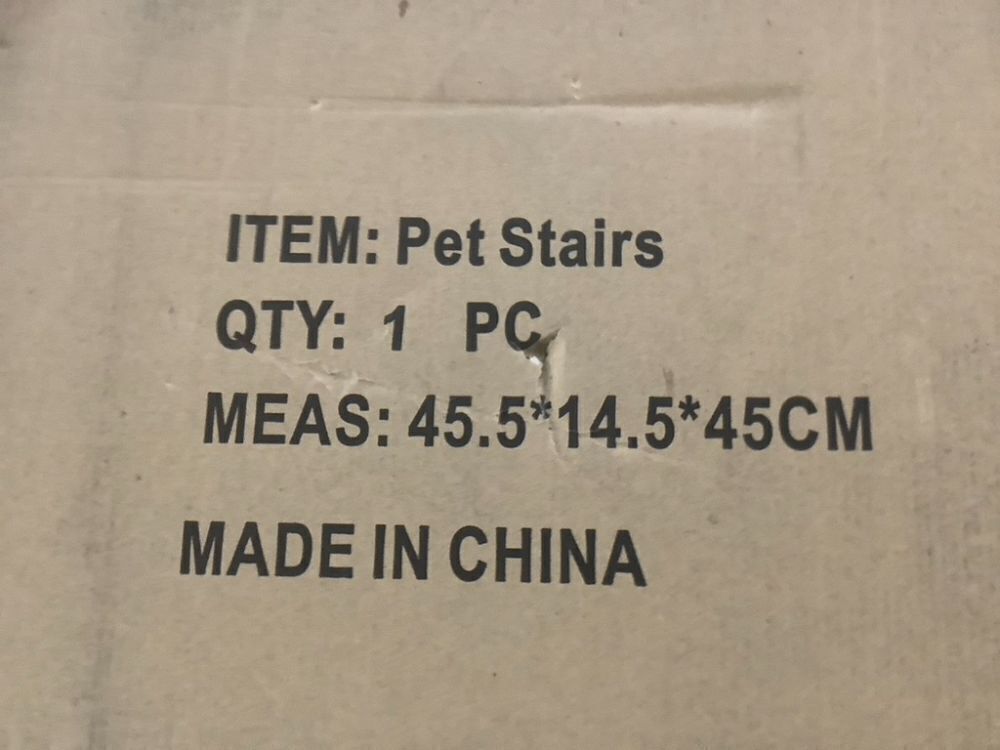 ITEM: Pet Stairs
QTY: 1 PC
MEAS: 45.5*14.5*45CM
MADE IN CHINA